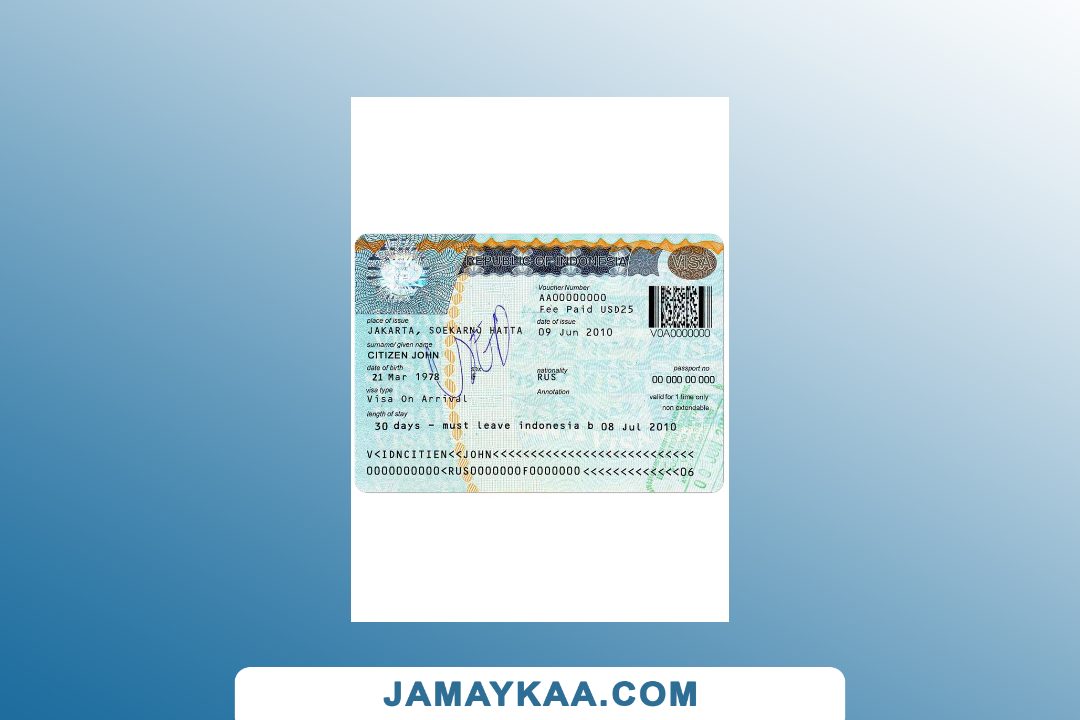 REPUBLIC OF INDONESIA
VISA
Voucher Number
AA00000000
Fee Paid USD25
place of issue
date of issue
JAKARTA, SOEKARNO HATTA
09 Jun 2010
V0A0000000
surname/ given name
CITIZEN JOHN
date of birth
sex
nationality
passport no
21 Mar 1978
F
RUS
00 000 00 000
visa type
Annotation
Visa On Arrival
valid for 1 time only
non extendable
length of stay
30 days - must leave indonesia b 08 Jul 2010
V<IDNCITIEN<<JOHN<<<<<<<<<<<<<<<<<<<<<<<<<<<
0000000000<RUS0000000F0000000<<<<<<<<<<<<<06
JAMAYKAA.COM